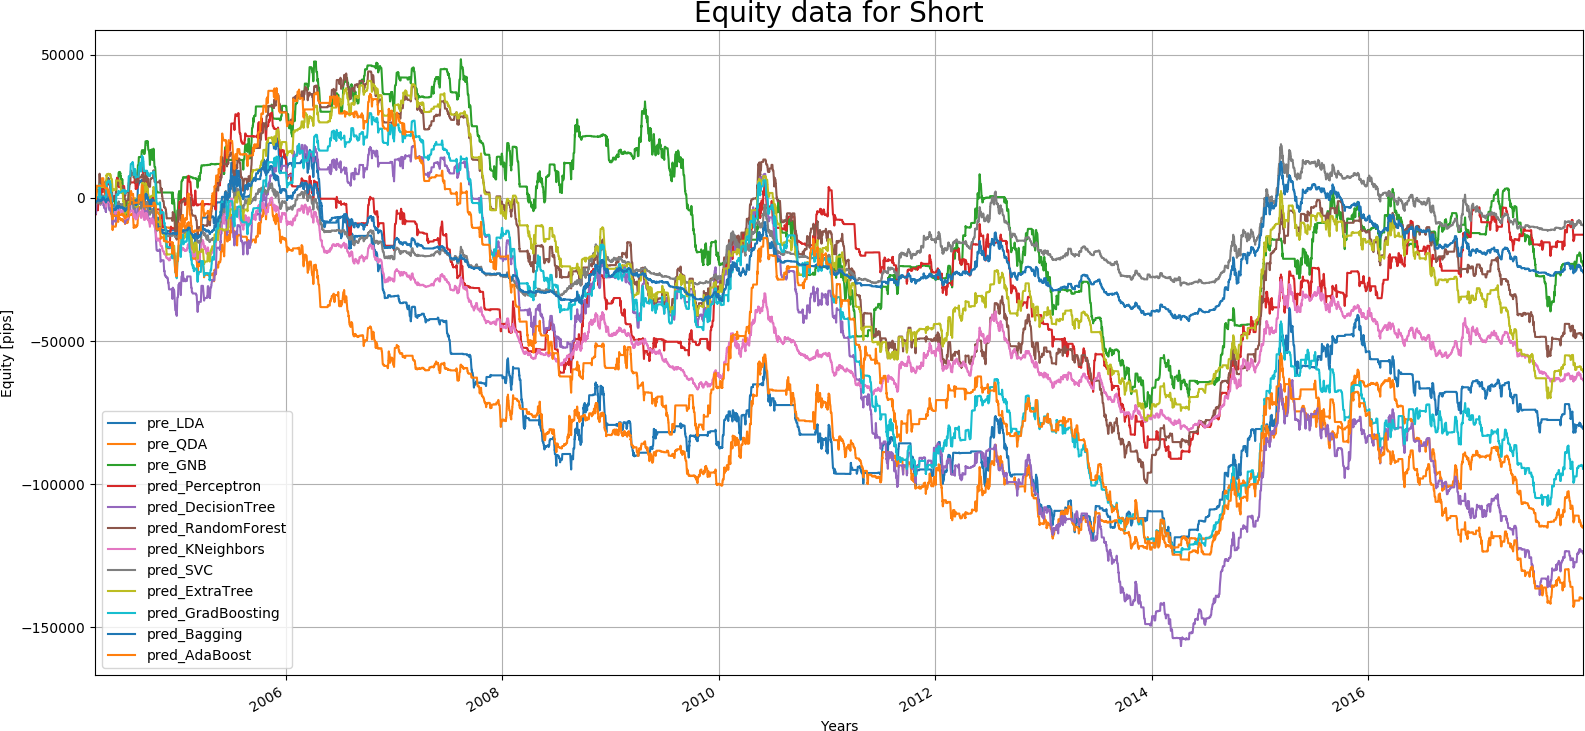 Equity data for Short
Equity [pips]
50000
0
−50000
−100000
−150000
pre_LDA
pre_QDA
pre_GNB
pred_Perceptron
pred_DecisionTree
pred_RandomForest
pred_KNeighbors
pred_SVC
pred_ExtraTree
pred_GradBoosting
pred_Bagging
pred_AdaBoost
2006
2008
2010
2012
2014
2016
Years